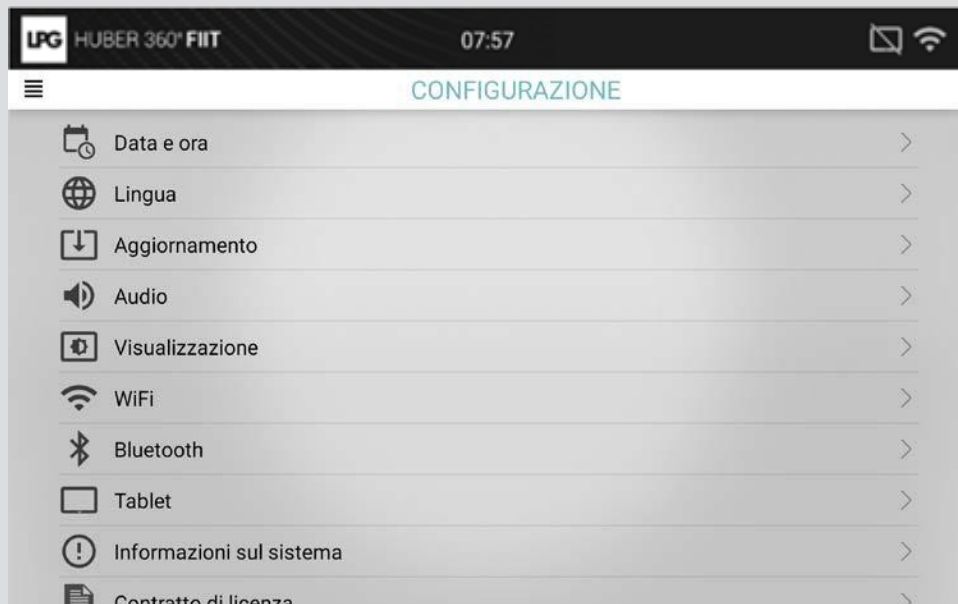 LPG HUBER 360° FIIT 07:57
CONFIGURAZIONE
Data e ora
Lingua
Aggiornamento
Audio
Visualizzazione
WiFi
Bluetooth
Tablet
Informazioni sul sistema
Contratto di licenza